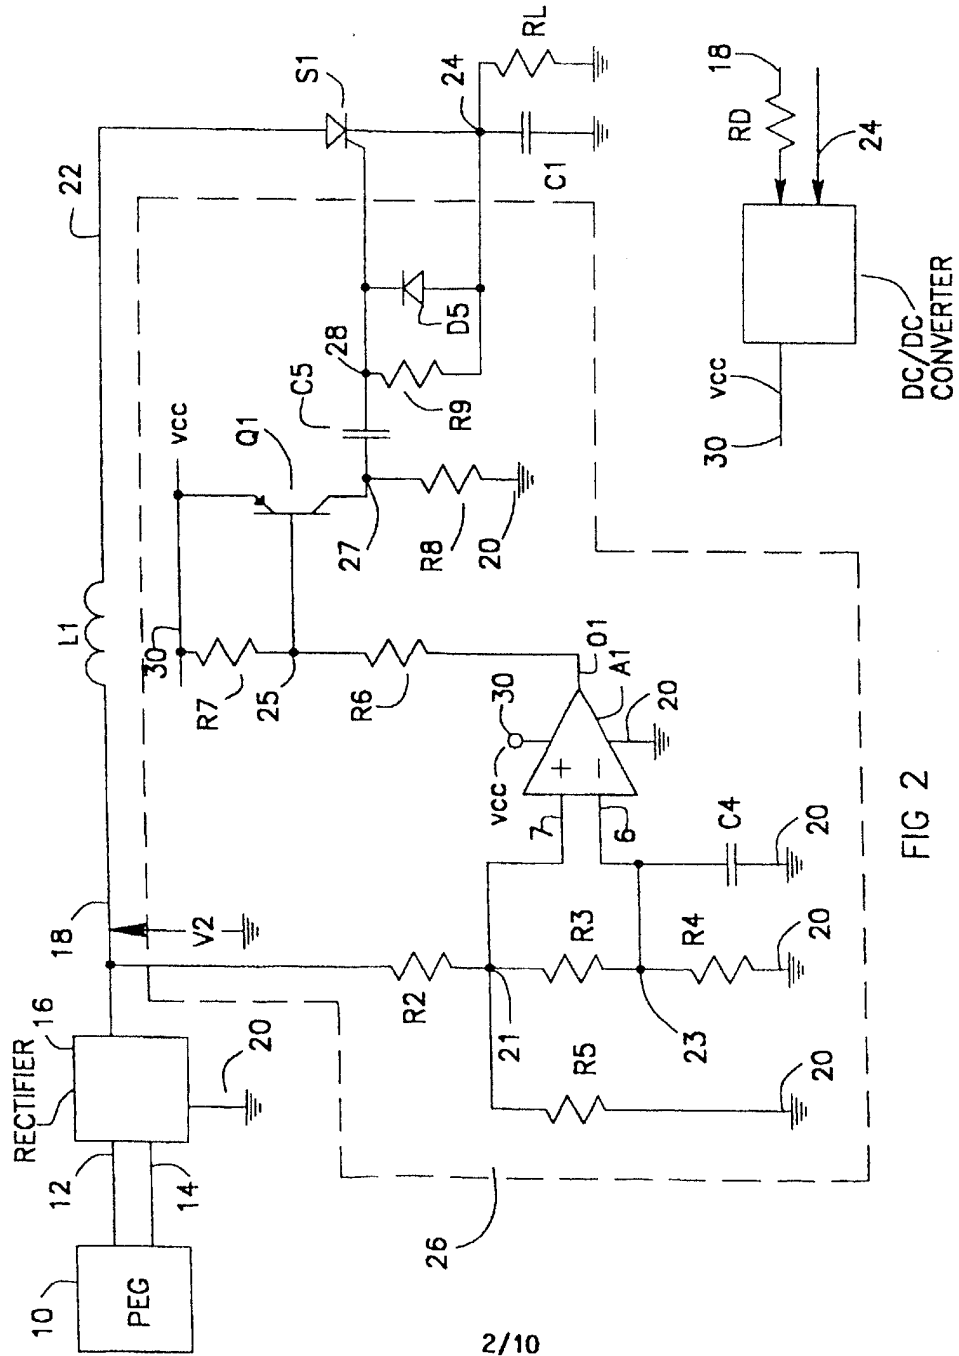 10
PEG
12
14
RECTIFIER
16
20
18
V2
L1
22
S1
24
RL
C1
26
R2
21
R5
20
R3
23
R4
20
C4
20
7
6
+
−
vcc
30
20
A1
01
R6
25
R7
30
vcc
Q1
27
R8
20
C5
28
R9
D5
30
vcc
DC/DC
CONVERTER
RD
18
24
FIG 2
2/10